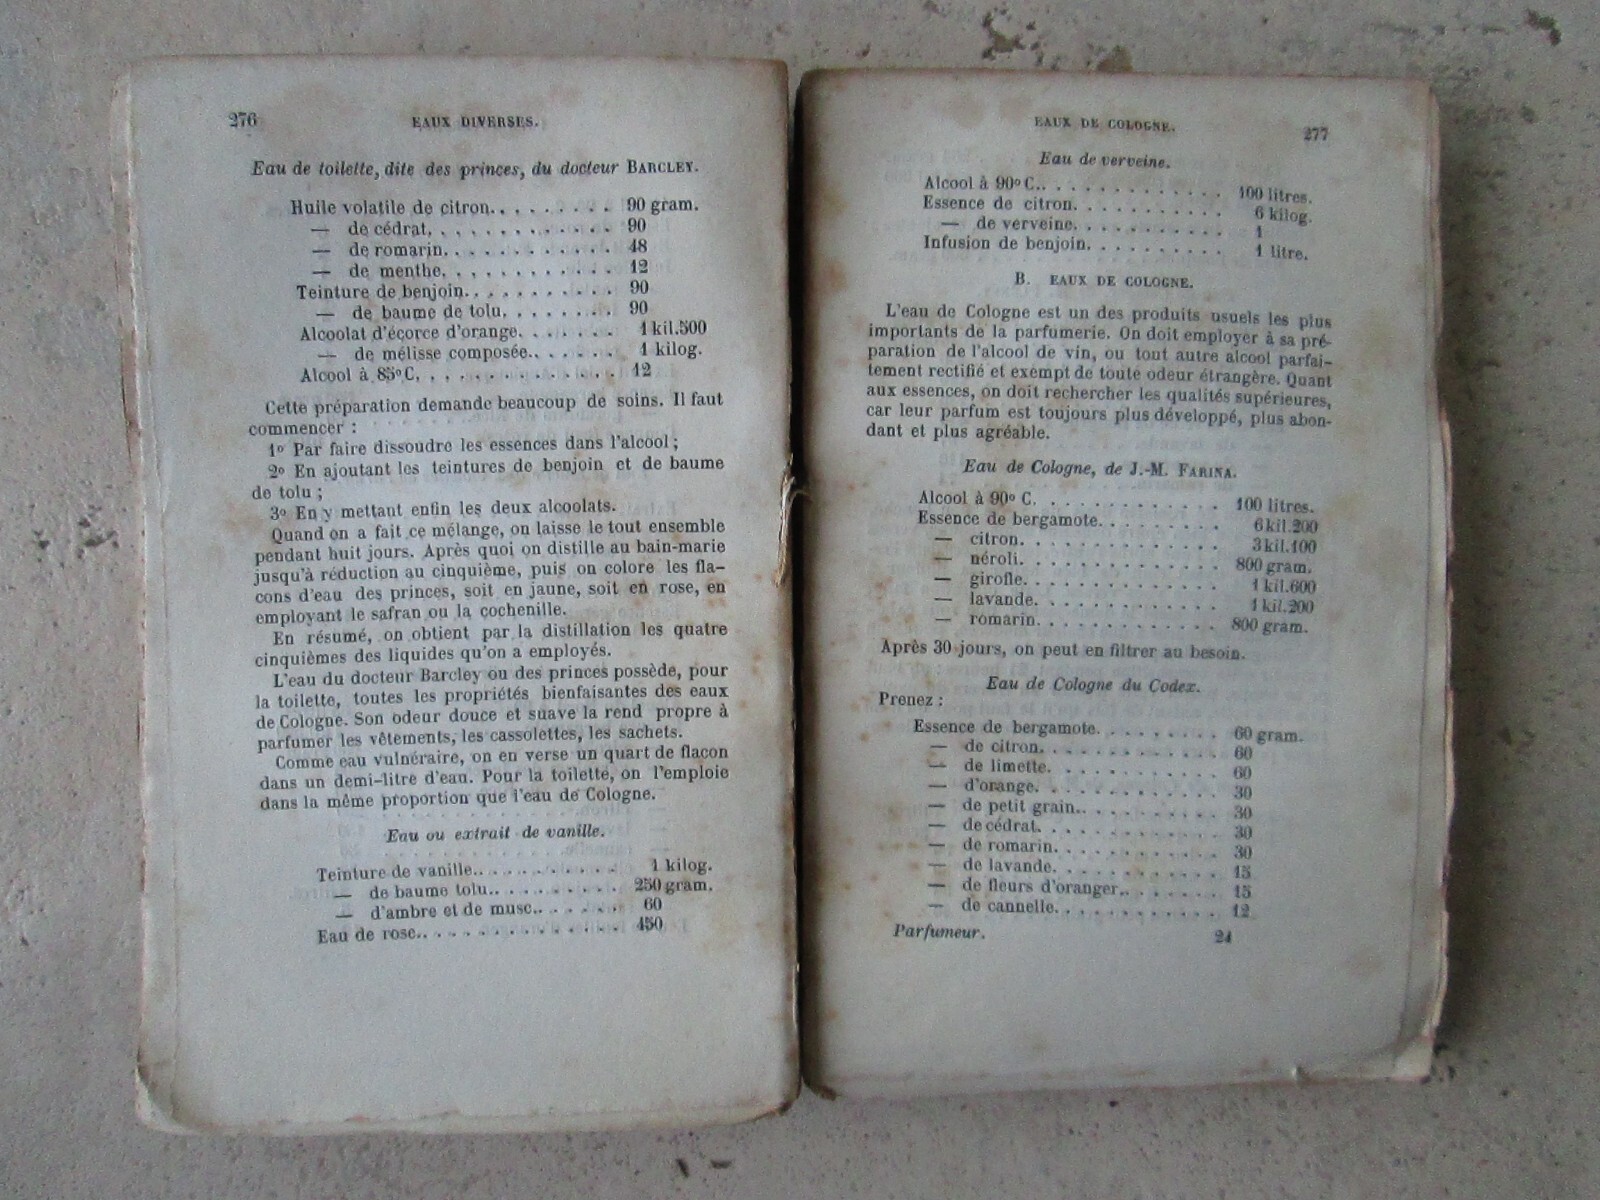 276 EAUX DIVERSES.
Eau de toilette, dite des princes, du docteur BARCLEY.
Huile volatile de citron. . . . . . . . . 90 gram.
— de cédrat. . . . . . . . . . . 90
— de romarin. . . . . . . . . . 48
— de menthe. . . . . . . . . . 12
Teinture de benjoin. . . . . . . . . . 90
— de baume de tolu. . . . . . . 90
Alcoolat d'écorce d'orange. . . . . . 1 kil.500
— de mélisse composée. . . . . . 1 kilog.
Alcool à 85° C. . . . . . . . . . . . . 12
Cette préparation demande beaucoup de soins. Il faut
commencer :
1° Par faire dissoudre les essences dans l'alcool ;
2° En ajoutant les teintures de benjoin et de baume
de tolu ;
3° En y mettant enfin les deux alcoolats.
Quand on a fait ce mélange, on laisse le tout ensemble
pendant huit jours. Après quoi on distille au bain-marie
jusqu'à réduction au cinquième, puis on colore les fla-
cons d'eau des princes, soit en jaune, soit en rose, en
employant le safran ou la cochenille.
En résumé, on obtient par la distillation les quatre
cinquièmes des liquides qu'on a employés.
L'eau du docteur Barcley ou des princes possède, pour
la toilette, toutes les propriétés bienfaisantes des eaux
de Cologne. Son odeur douce et suave la rend propre à
parfumer les vêtements, les cassolettes, les sachets.
Comme eau vulnéraire, on en verse un quart de flacon
dans un demi-litre d'eau. Pour la toilette, on l'emploie
dans la même proportion que l'eau de Cologne.
Eau ou extrait de vanille.
Teinture de vanille. . . . . . . . . . . 1 kilog.
— de baume tolu. . . . . . . . . 250 gram.
— d'ambre et de musc. . . . . . 60
Eau de rose. . . . . . . . . . . . . . . 450
EAUX DE COLOGNE. 277
Eau de verveine.
Alcool à 90° C. . . . . . . . . . . . . 100 litres.
Essence de citron. . . . . . . . . . . 6 kilog.
— de verveine. . . . . . . . . . 1
Infusion de benjoin. . . . . . . . . . 1 litre.
B. EAUX DE COLOGNE.
L'eau de Cologne est un des produits usuels les plus
importants de la parfumerie. On doit employer à sa pré-
paration de l'alcool de vin, ou tout autre alcool parfai-
tement rectifié et exempt de toute odeur étrangère. Quant
aux essences, on doit rechercher les qualités supérieures,
car leur parfum est toujours plus développé, plus abon-
dant et plus agréable.
Eau de Cologne, de J.-M. FARINA.
Alcool à 90° C. . . . . . . . . . . . . 100 litres.
Essence de bergamote. . . . . . . . . 6 kil.200
— citron. . . . . . . . . . . . . 3 kil.100
— néroli. . . . . . . . . . . . . 800 gram.
— girofle. . . . . . . . . . . . . 1 kil.600
— lavande. . . . . . . . . . . . 1 kil.200
— romarin. . . . . . . . . . . . 800 gram.
Après 30 jours, on peut en filtrer au besoin.
Eau de Cologne du Codex.
Prenez :
Essence de bergamote. . . . . . . . . 60 gram.
— de citron. . . . . . . . . . . . 60
— de limette. . . . . . . . . . . 60
— d'orange. . . . . . . . . . . . 30
— de petit grain. . . . . . . . . 30
— de cédrat. . . . . . . . . . . . 30
— de romarin. . . . . . . . . . . 30
— de lavande. . . . . . . . . . . 15
— de fleurs d'oranger. . . . . . . 15
— de cannelle. . . . . . . . . . . 12
Parfumeur. 24